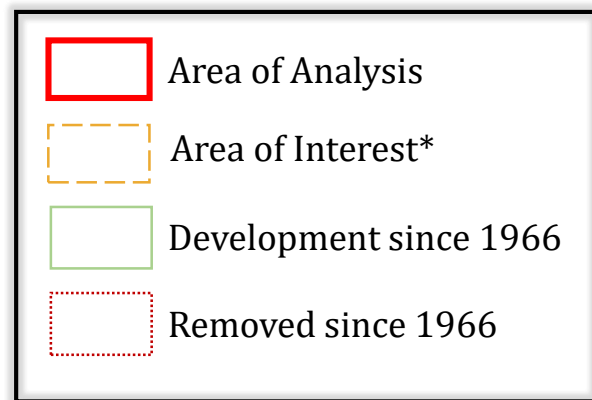 Area of Analysis
Area of Interest*
Development since 1966
Removed since 1966